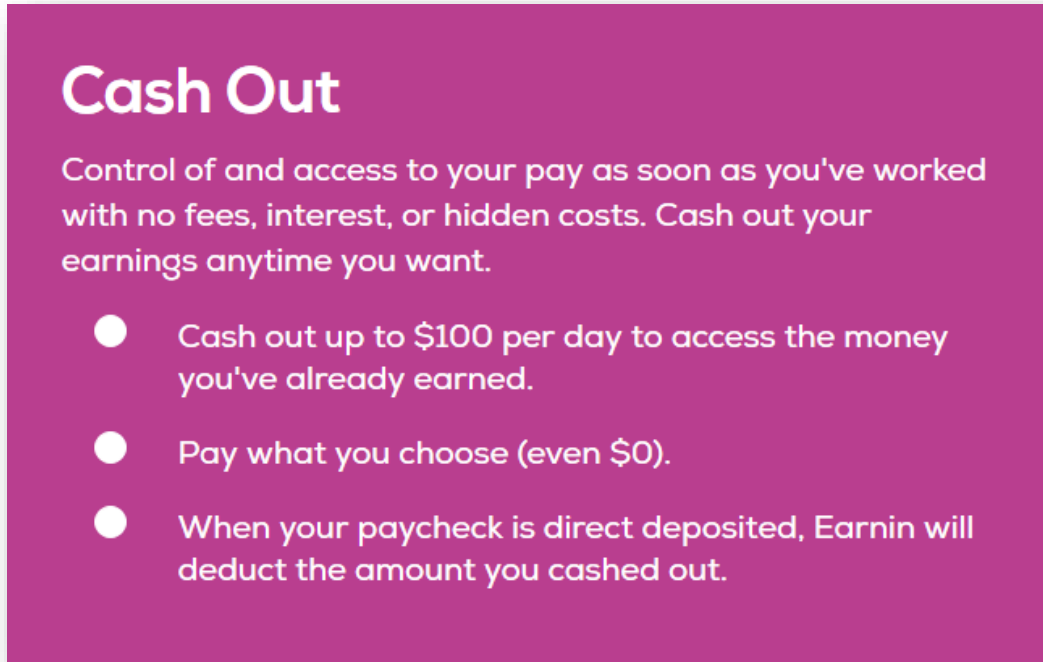 Cash Out
Control of and access to your pay as soon as you've worked
with no fees, interest, or hidden costs. Cash out your
earnings anytime you want.
Cash out up to $100 per day to access the money
you've already earned.
Pay what you choose (even $0).
When your paycheck is direct deposited, Earnin will
deduct the amount you cashed out.